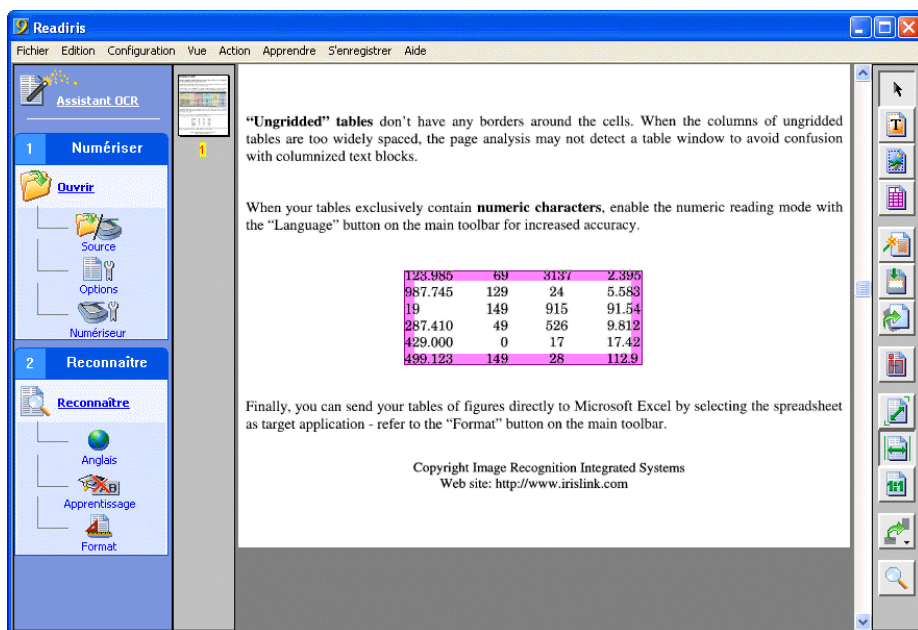 Readiris
Fichier Edition Configuration Vue Action Apprendre S'enregistrer Aide
Assistant OCR
1 Numériser
Ouvrir
Source
Options
Numériseur
2 Reconnaître
Reconnaître
Anglais
Apprentissage
Format
1
“Ungridded” tables don’t have any borders around the cells. When the columns of ungridded
tables are too widely spaced, the page analysis may not detect a table window to avoid confusion
with columnized text blocks.
When your tables exclusively contain numeric characters, enable the numeric reading mode with
the “Language” button on the main toolbar for increased accuracy.
123.985 69 3137 2.395
987.745 129 24 5.583
19 149 915 91.54
287.410 49 526 9.812
429.000 0 17 17.42
499.123 149 28 112.9
Finally, you can send your tables of figures directly to Microsoft Excel by selecting the spreadsheet
as target application - refer to the “Format” button on the main toolbar.
Copyright Image Recognition Integrated Systems
Web site: http://www.irislink.com
T
1:1